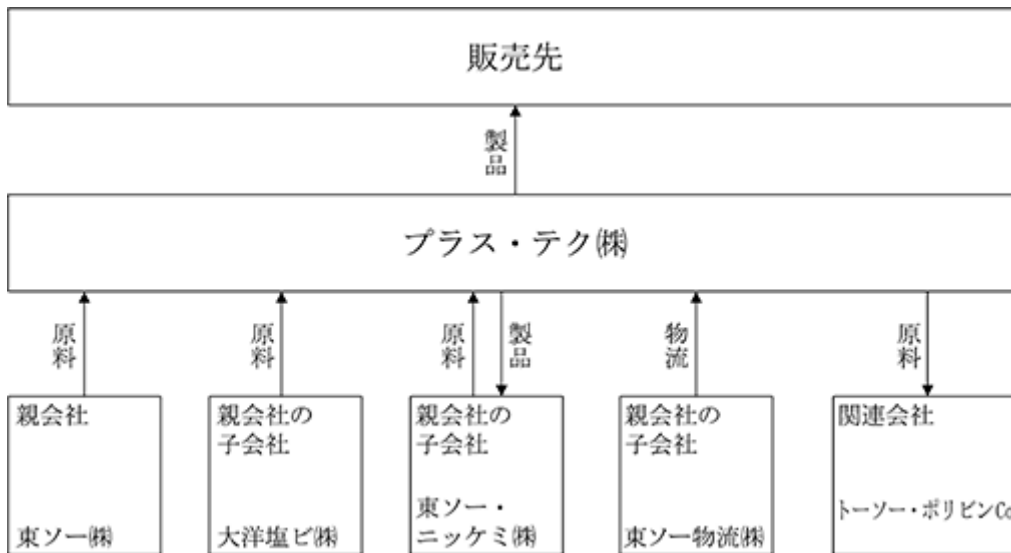 販売先
製品
プラス・テク㈱
原料
原料
原料
製品
物流
原料
親会社
東ソー㈱
親会社の
子会社
大洋塩ビ㈱
親会社の
子会社
東ソー・
ニッケミ㈱
親会社の
子会社
東ソー物流㈱
関連会社
トーソー・ポリビンCo